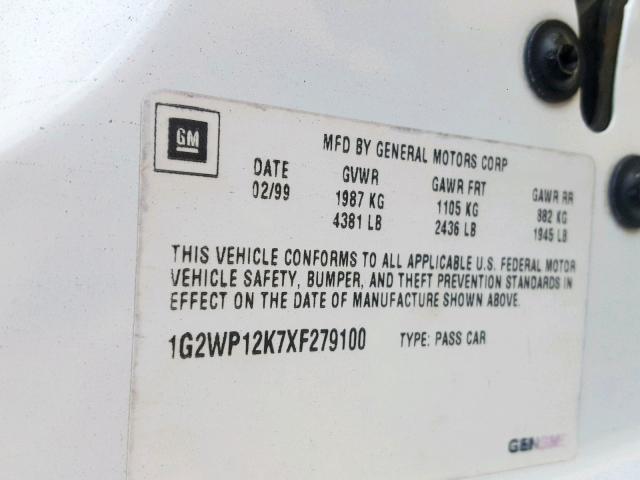 GM
MFD BY GENERAL MOTORS CORP
DATE GVWR GAWR FRT GAWR RR
02/99 1987 KG 1105 KG 882 KG
4381 LB 2436 LB 1945 LB
THIS VEHICLE CONFORMS TO ALL APPLICABLE U.S. FEDERAL MOTOR
VEHICLE SAFETY, BUMPER, AND THEFT PREVENTION STANDARDS IN
EFFECT ON THE DATE OF MANUFACTURE SHOWN ABOVE.
1G2WP12K7XF279100 TYPE: PASS CAR